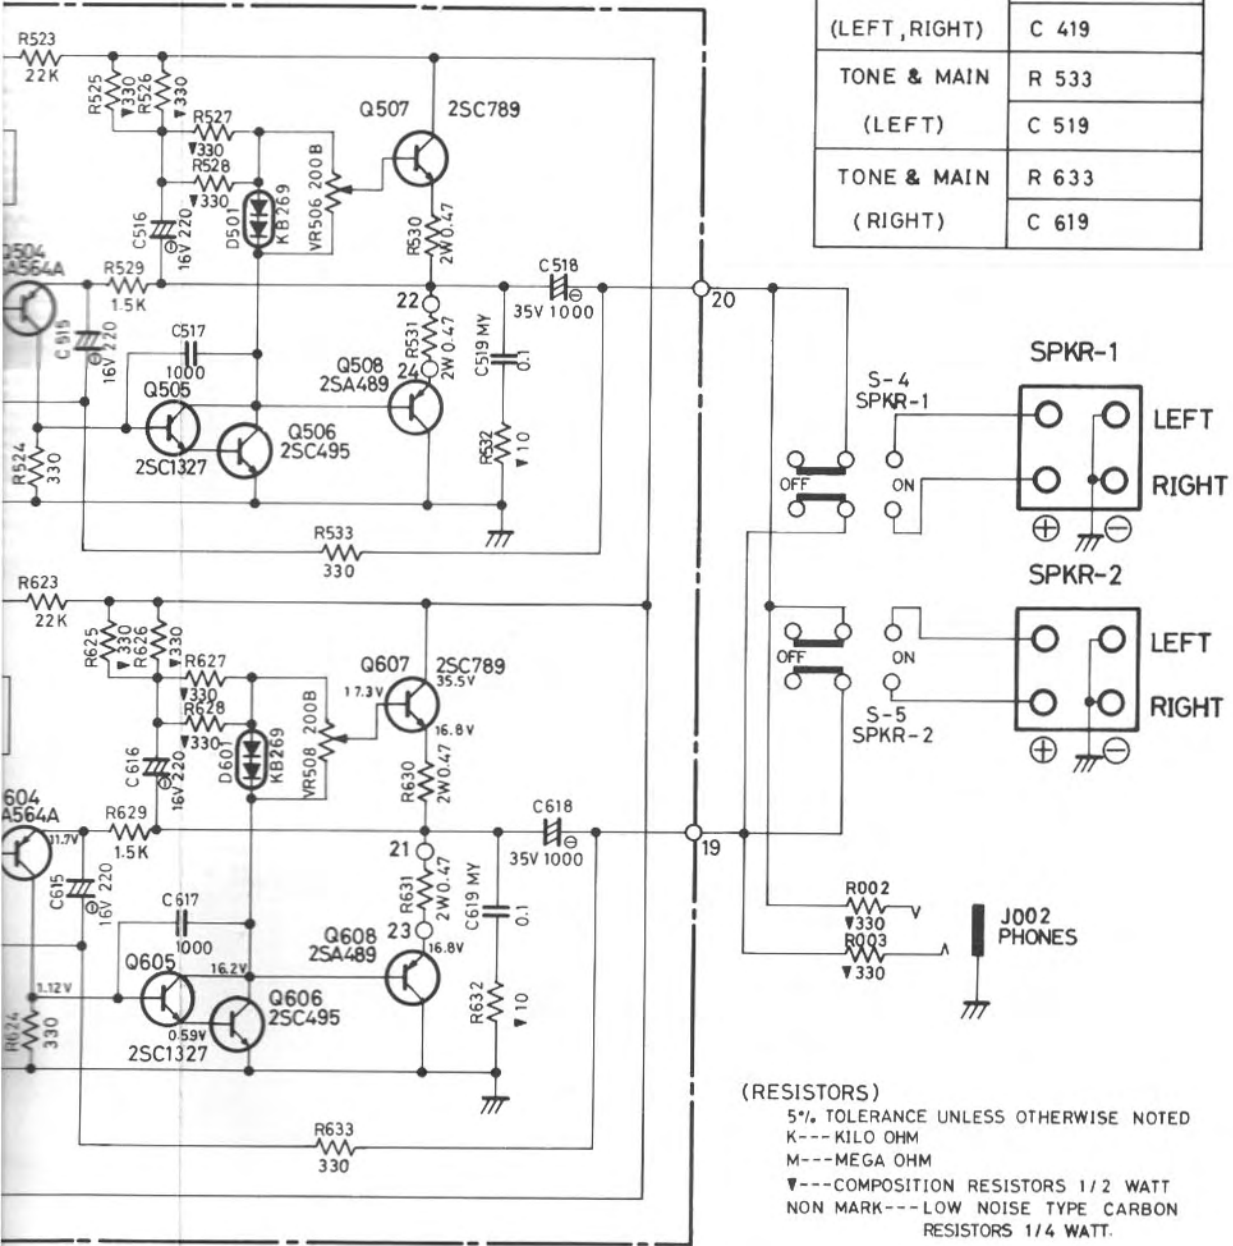 (LEFT,RIGHT) C 419
TONE & MAIN R 533
(LEFT) C 519
TONE & MAIN R 633
(RIGHT) C 619
R523
22K
R525
▼330
R526
▼330
R527
▼330
R528
▼330
Q507 2SC789
C516
16V 220
D501
KB269
VR506 200B
R530
2W 0.47
R529
1.5K
C515
16V 220
C517
1000
Q505
2SC1327
Q506
2SC495
Q508
2SA489
22
R531
2W 0.47
24
C519 MY
0.1
C518
35V 1000
R532
▼10
R524
330
R533
330
20
S-4
SPKR-1
OFF
ON
SPKR-1
LEFT
RIGHT
+
-
SPKR-2
LEFT
RIGHT
+
-
OFF
ON
S-5
SPKR-2
R623
22K
R625
▼330
R626
▼330
R627
▼330
R628
▼330
Q607 2SC789
35.5V
17.3V
16.8V
C616
16V 220
D601
KB269
VR508 200B
R630
2W 0.47
604
A564A
11.7V
R629
1.5K
C615
16V 220
C617
1000
Q605
2SC1327
16.2V
0.59V
Q606
2SC495
Q608
2SA489
16.8V
21
R631
2W 0.47
23
C619 MY
0.1
C618
35V 1000
R632
▼10
1.12V
R624
330
R633
330
19
R002
▼330
R003
▼330
J002
PHONES
(RESISTORS)
5% TOLERANCE UNLESS OTHERWISE NOTED
K---KILO OHM
M---MEGA OHM
▼---COMPOSITION RESISTORS 1/2 WATT
NON MARK---LOW NOISE TYPE CARBON
RESISTORS 1/4 WATT.